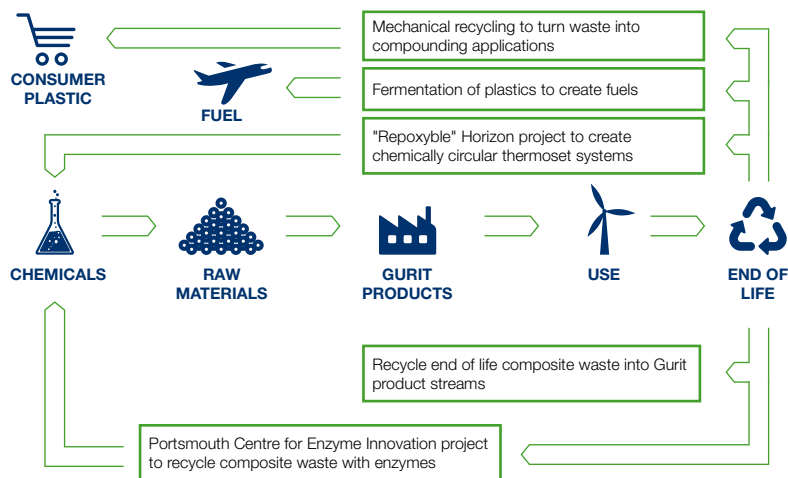 Mechanical recycling to turn waste into
compounding applications
CONSUMER
PLASTIC
Fermentation of plastics to create fuels
FUEL
"Repoxyble" Horizon project to create
chemically circular thermoset systems
CHEMICALS
RAW
MATERIALS
GURIT
PRODUCTS
USE
END OF
LIFE
Recycle end of life composite waste into Gurit
product streams
Portsmouth Centre for Enzyme Innovation project
to recycle composite waste with enzymes